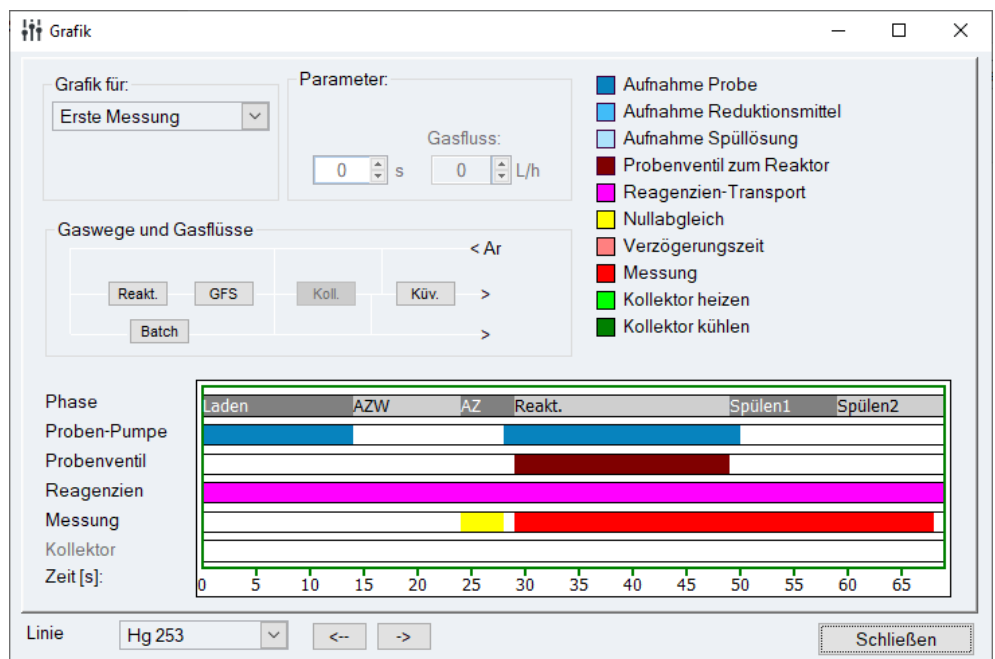 Grafik
Grafik für:
Erste Messung
Parameter:
Gasfluss:
0 s 0 L/h
Aufnahme Probe
Aufnahme Reduktionsmittel
Aufnahme Spüllösung
Probenventil zum Reaktor
Reagenzien-Transport
Nullabgleich
Verzögerungszeit
Messung
Kollektor heizen
Kollektor kühlen
Gaswege und Gasflüsse
< Ar
Reakt. GFS Koll. Küv. >
Batch >
Phase Laden AZW AZ Reakt. Spülen1 Spülen2
Proben-Pumpe
Probenventil
Reagenzien
Messung
Kollektor
Zeit [s]: 0 5 10 15 20 25 30 35 40 45 50 55 60 65
Linie Hg 253 <-- -> Schließen